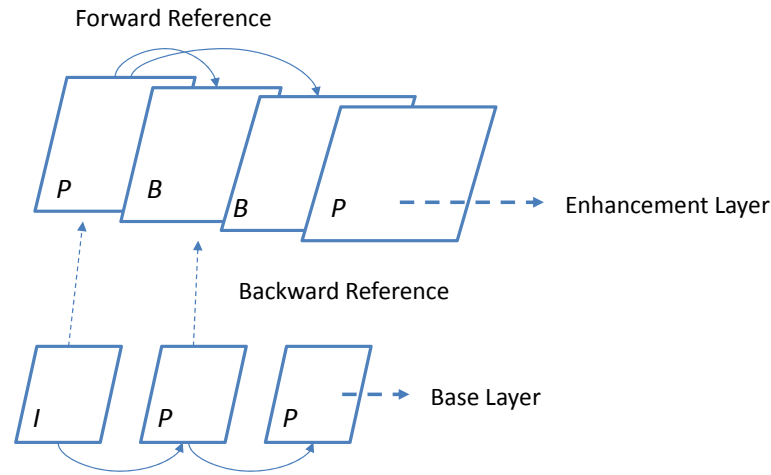 Forward Reference
P
B
B
P
Enhancement Layer
Backward Reference
I
P
P
Base Layer